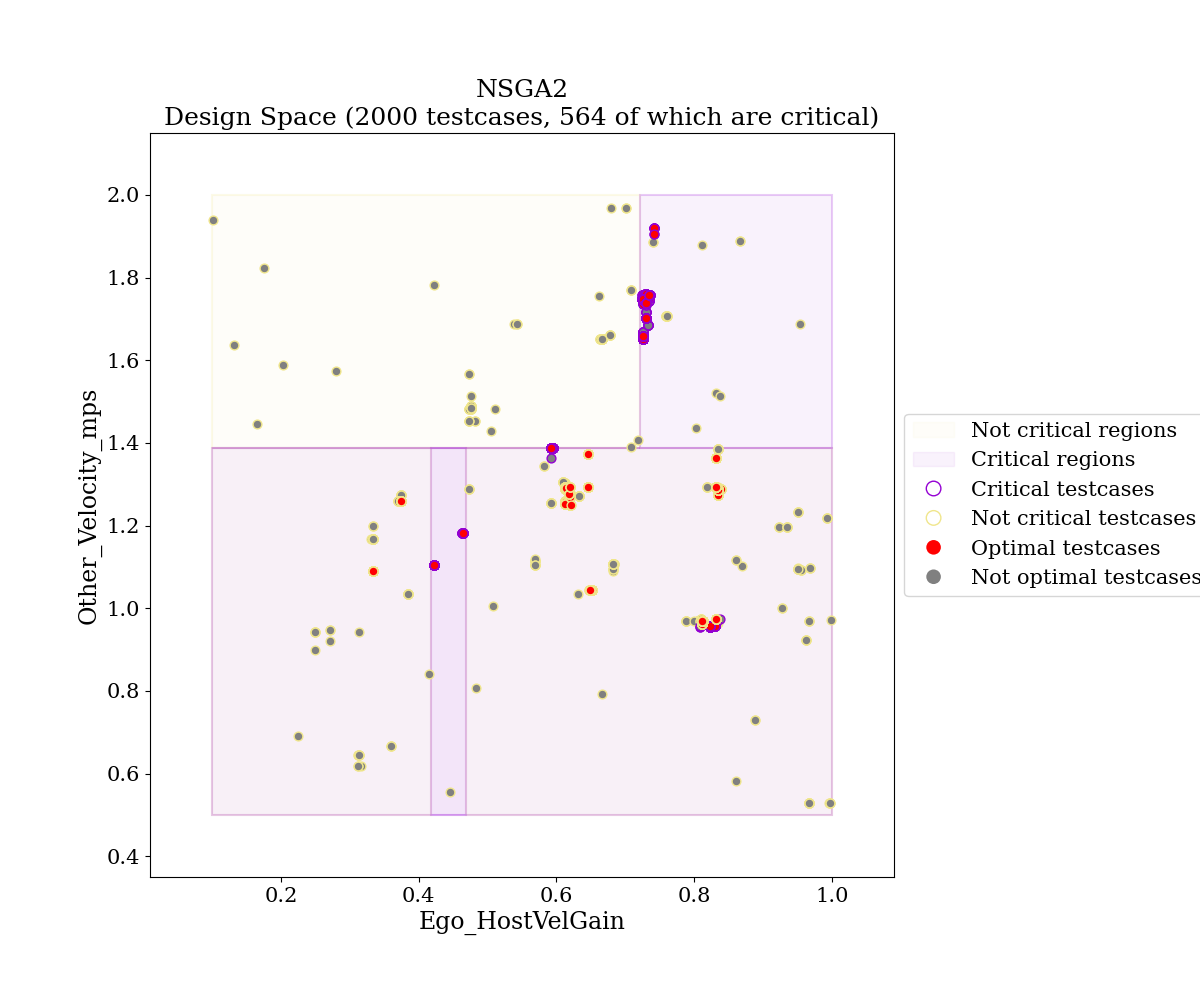 NSGA2
Design Space (2000 testcases, 564 of which are critical)
2.0
1.8
1.6
1.4
1.2
1.0
0.8
0.6
0.4
Other_Velocity_mps
0.2
0.4
0.6
0.8
1.0
Ego_HostVelGain
Not critical regions
Critical regions
Critical testcases
Not critical testcases
Optimal testcases
Not optimal testcases